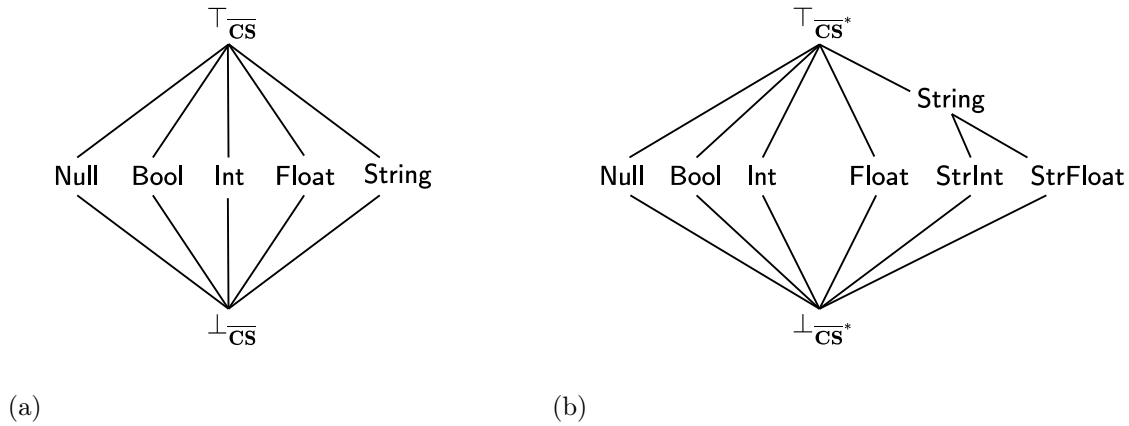 ⊤CS̅ ⊤CS̅*
String
Null Bool Int Float String Null Bool Int Float StrInt StrFloat
⊥CS̅ ⊥CS̅*
(a) (b)